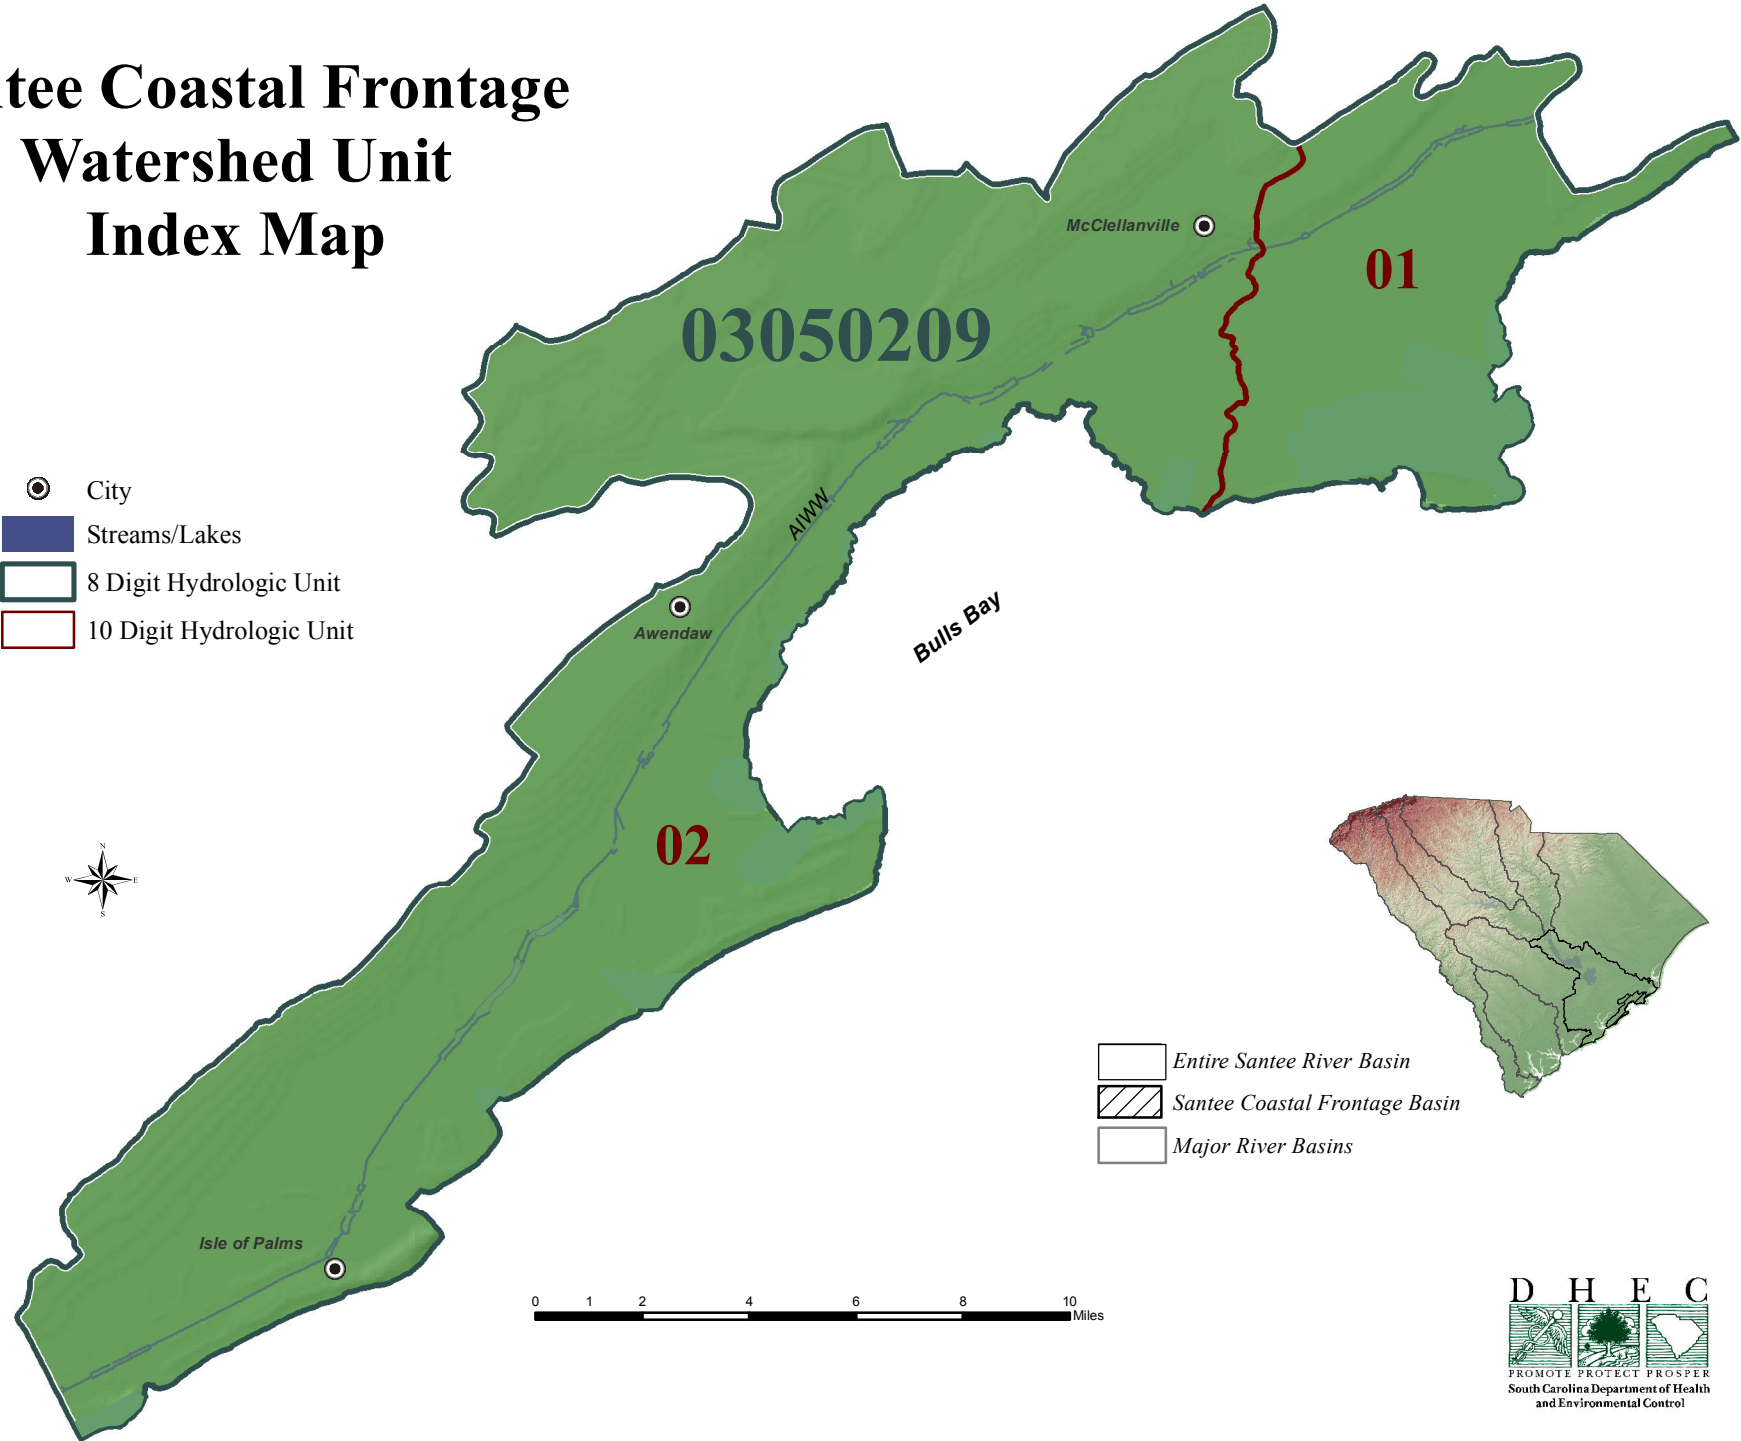 tee Coastal Frontage
Watershed Unit
Index Map
McClellanville
01
03050209
City
Streams/Lakes
8 Digit Hydrologic Unit
10 Digit Hydrologic Unit
AIWW
Bulls Bay
Awendaw
02
N
W E
S
Entire Santee River Basin
Santee Coastal Frontage Basin
Major River Basins
Isle of Palms
0 1 2 4 6 8 10
Miles
D H E C
PROMOTE PROTECT PROSPER
South Carolina Department of Health
and Environmental Control